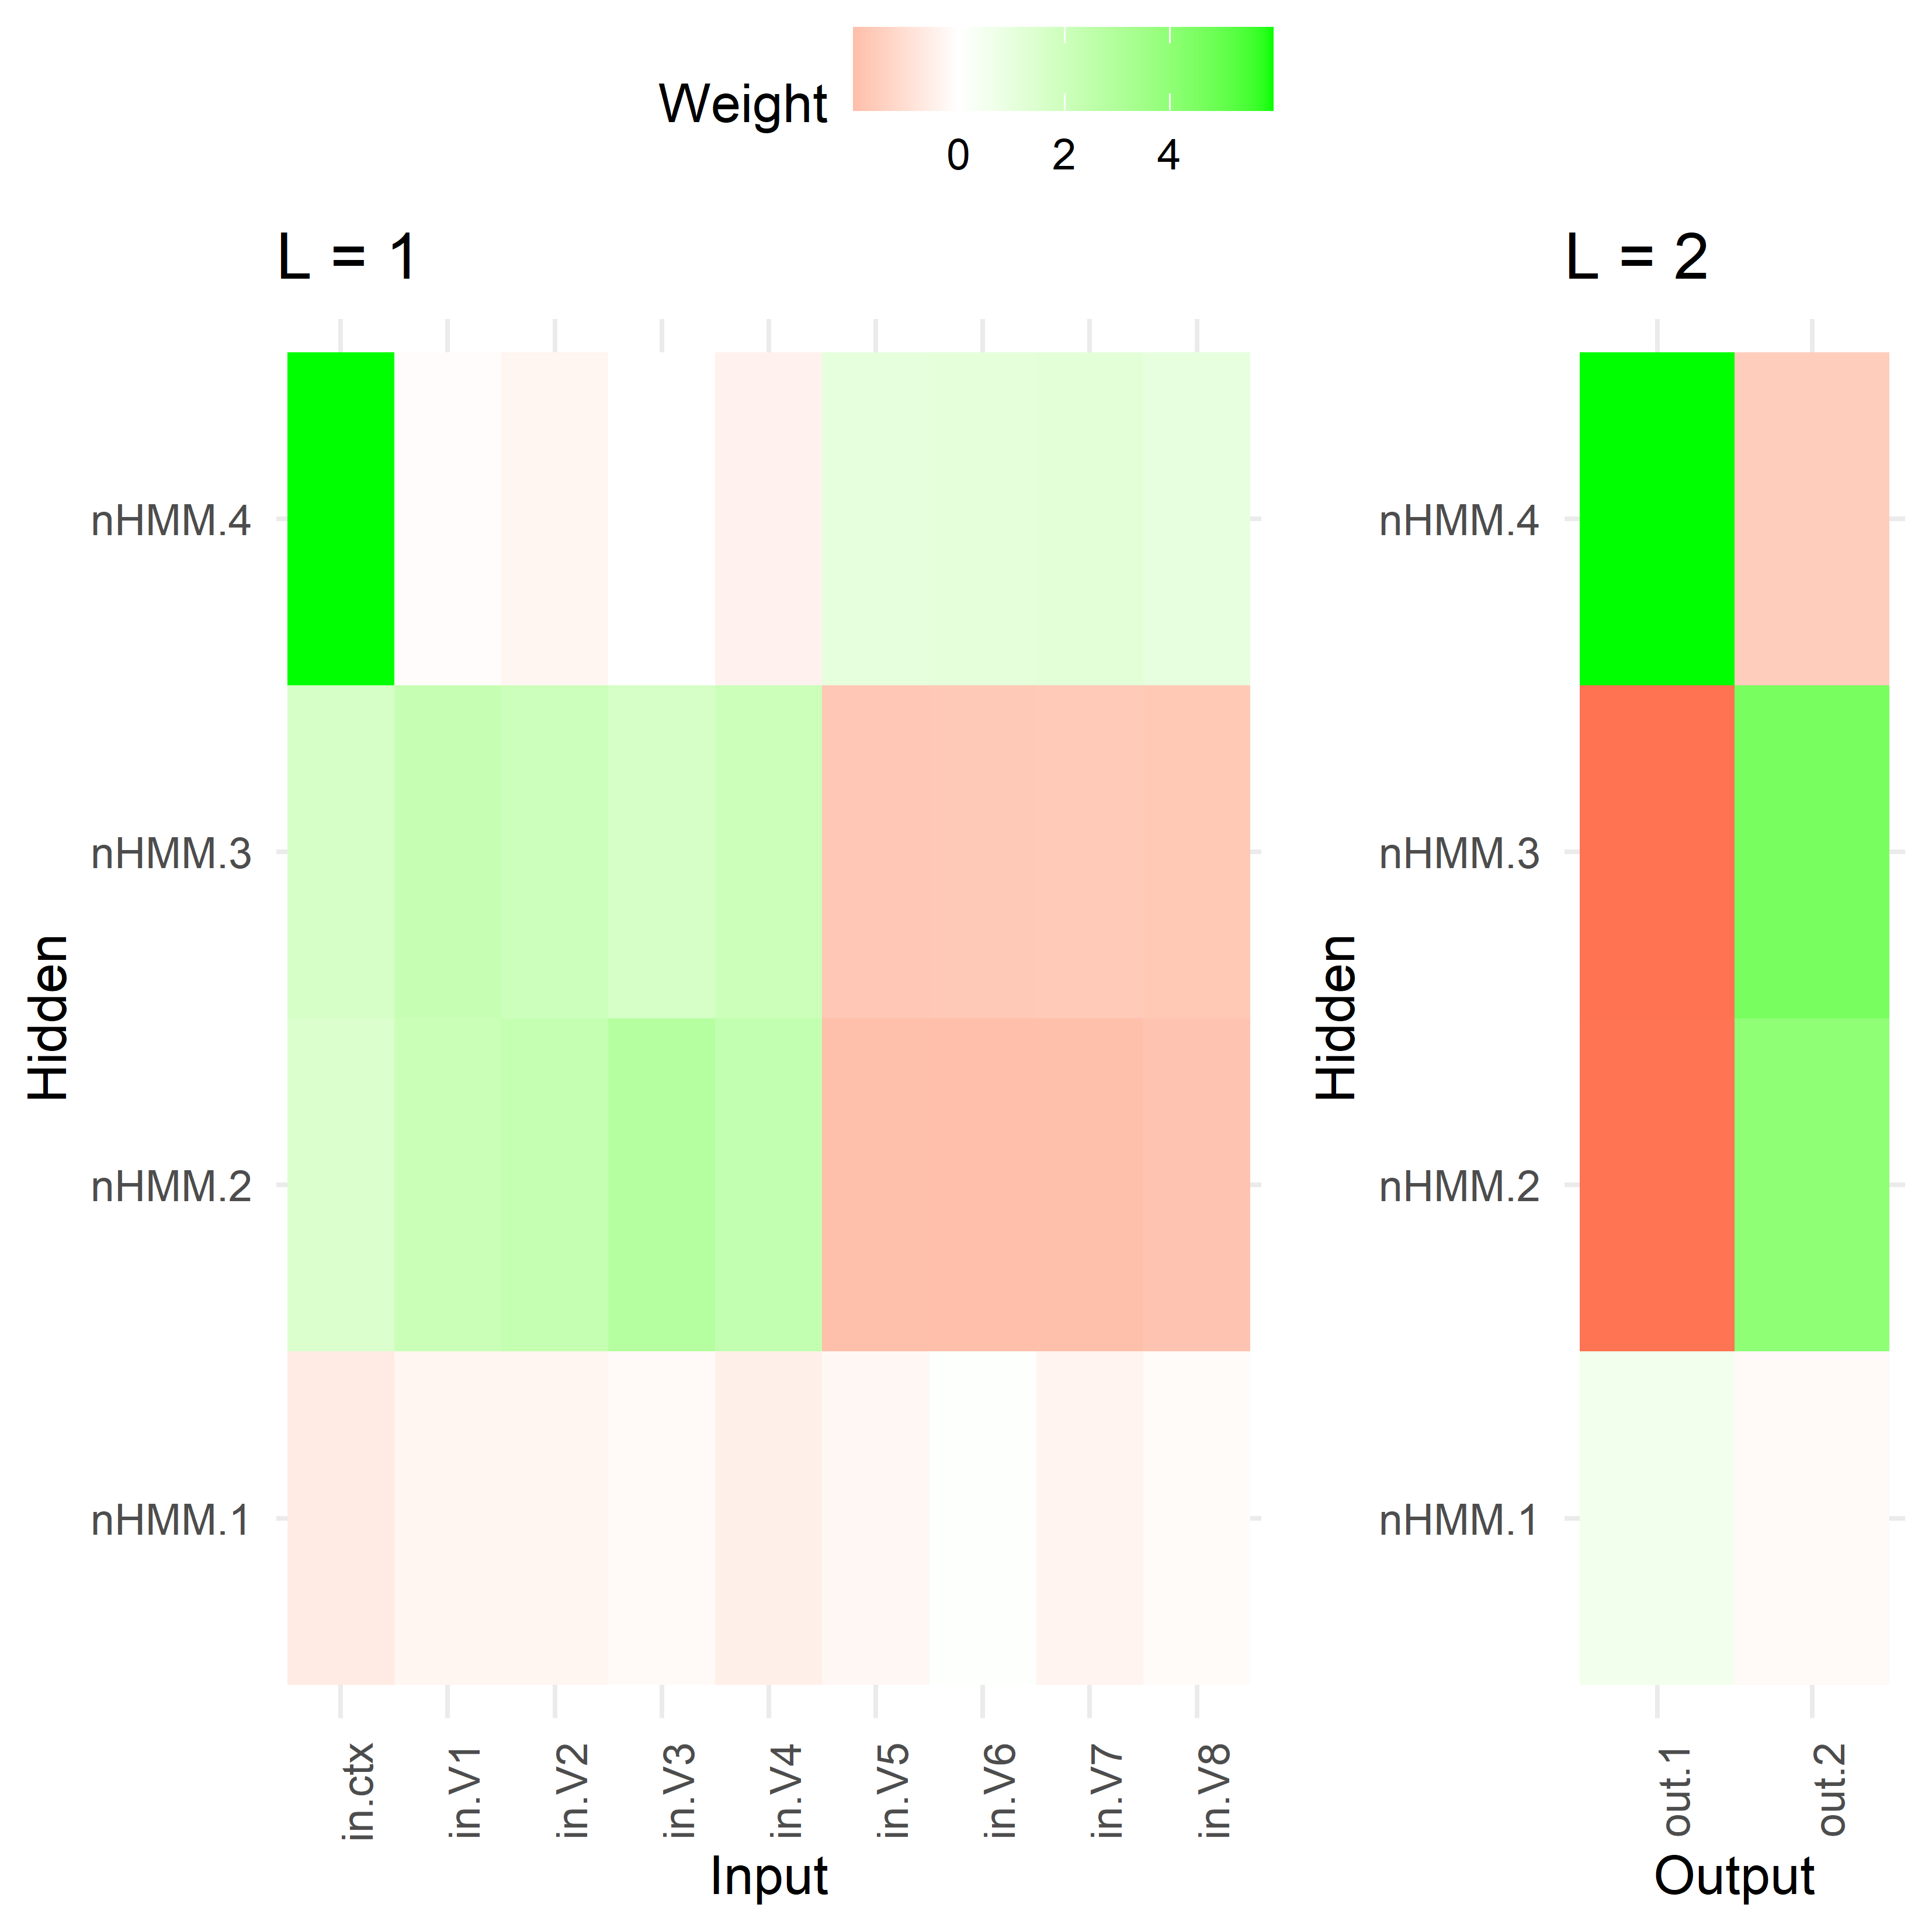 Weight
0 2 4
L = 1
L = 2
nHMM.4
nHMM.3
nHMM.2
nHMM.1
Hidden
in.ctx
in.V1
in.V2
in.V3
in.V4
in.V5
in.V6
in.V7
in.V8
Input
nHMM.4
nHMM.3
nHMM.2
nHMM.1
Hidden
out.1
out.2
Output